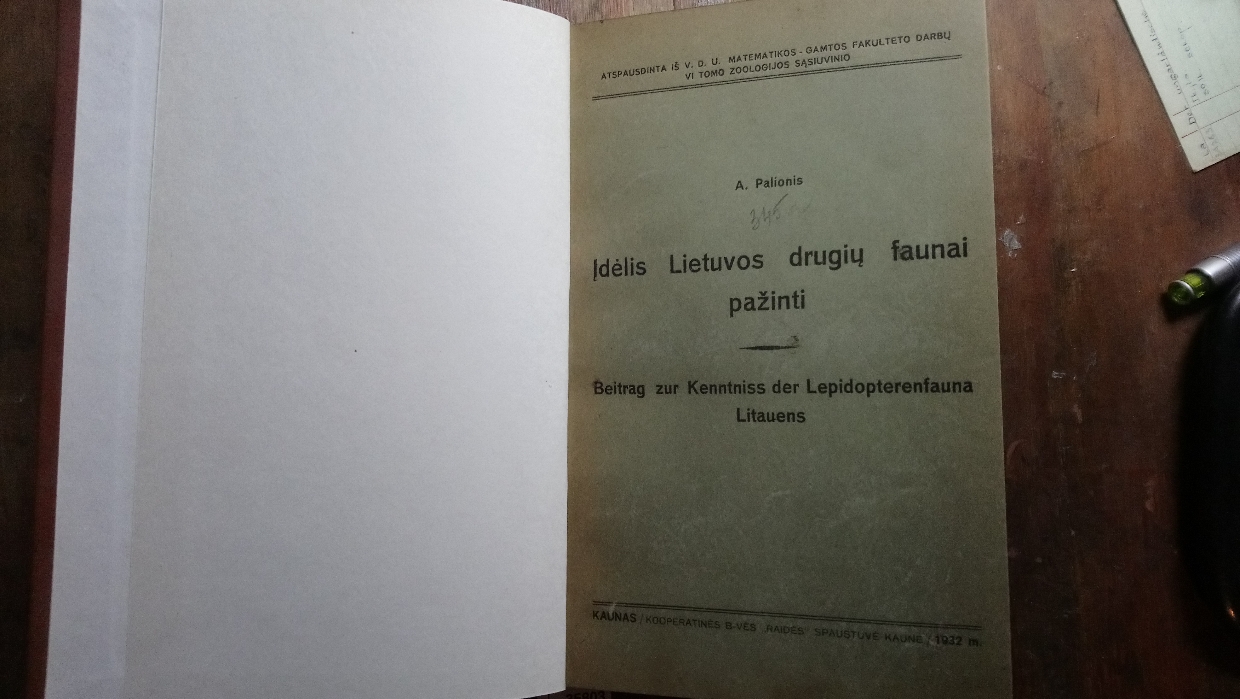 ATSPAUSDINTA IŠ V. D. U. MATEMATIKOS - GAMTOS FAKULTETO DARBŲ
VI TOMO ZOOLOGIJOS SĄSIUVINIO
A. Palionis
345
Įdėlis Lietuvos drugių faunai
pažinti
Beitrag zur Kenntniss der Lepidopterenfauna
Litauens
KAUNAS / KOOPERATINĖS B-VĖS „RAIDĖS" SPAUSTUVĖ KAUNE / 1932 m.